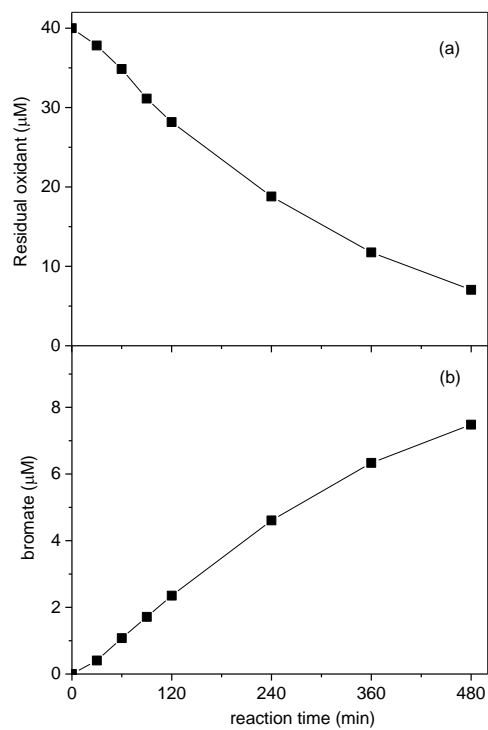 (a)
Residual oxidant (μM)
40
30
20
10
0
(b)
bromate (μM)
8
6
4
2
0
0 120 240 360 480
reaction time (min)